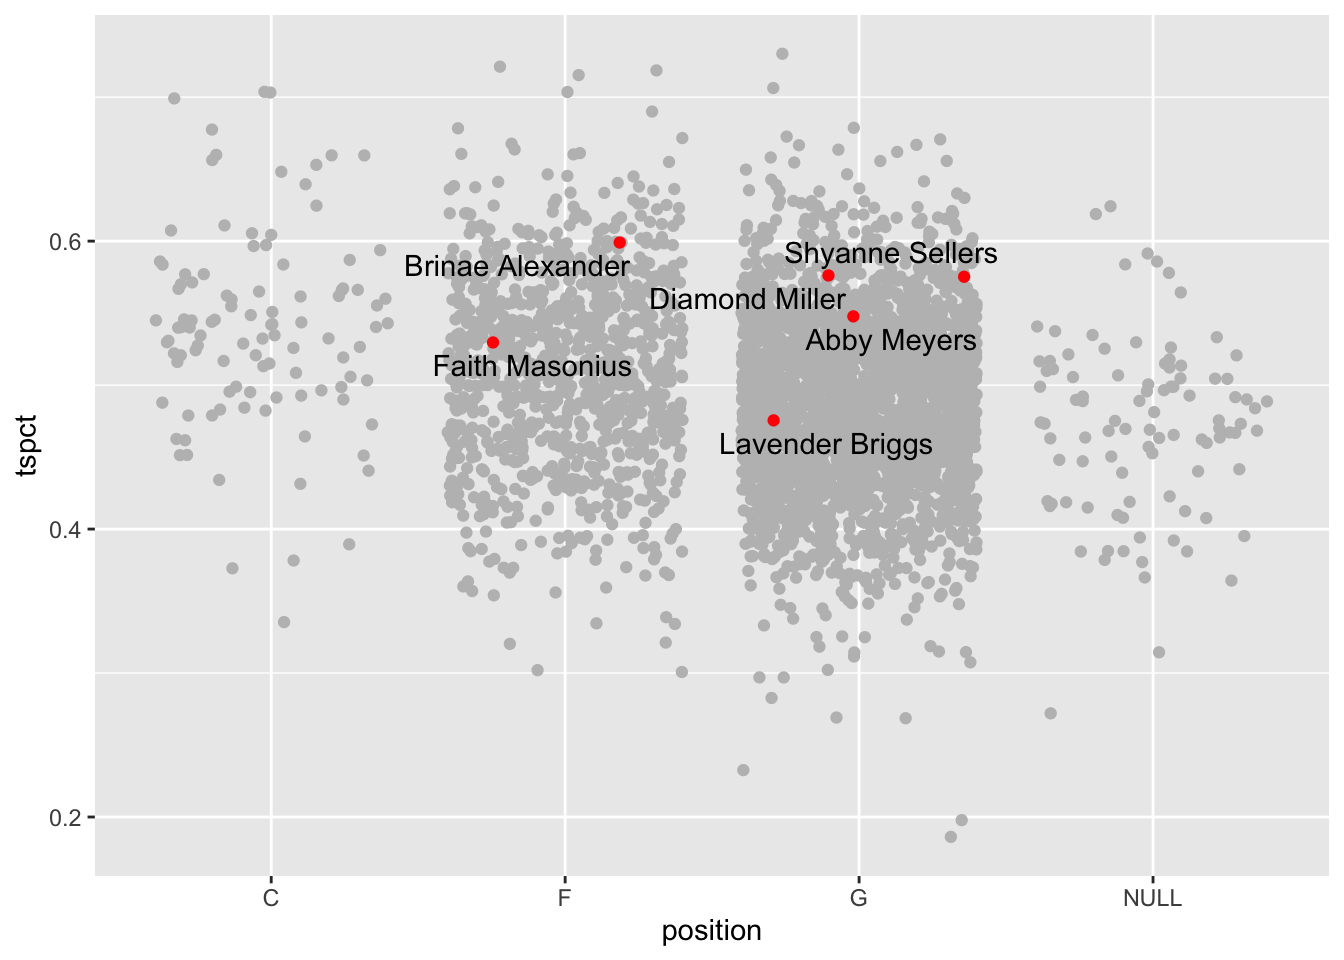 0.6
0.4
0.2
tspct
Shyanne Sellers
Brinae Alexander
Diamond Miller
Abby Meyers
Faith Masonius
Lavender Briggs
C
F
G
NULL
position